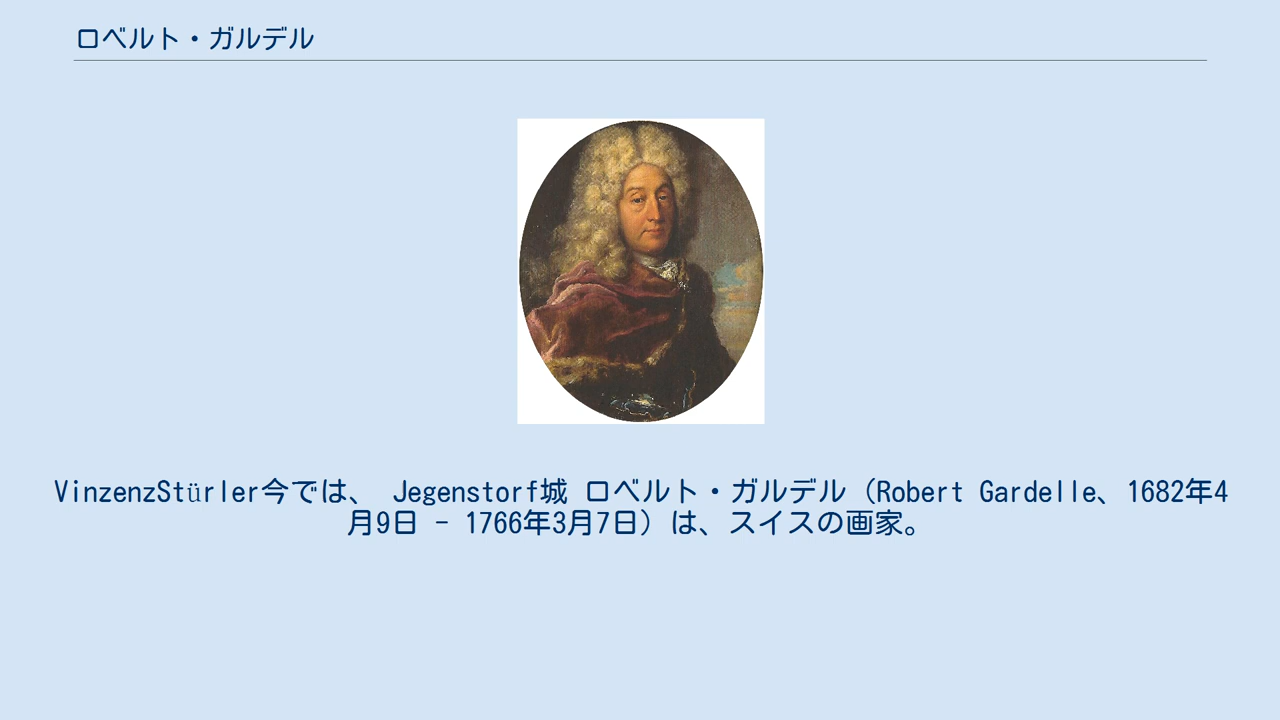 ロベルト・ガルデル
VinzenzStürler今では、 Jegenstorf城 ロベルト・ガルデル（Robert Gardelle、1682年4
月9日 - 1766年3月7日）は、スイスの画家。